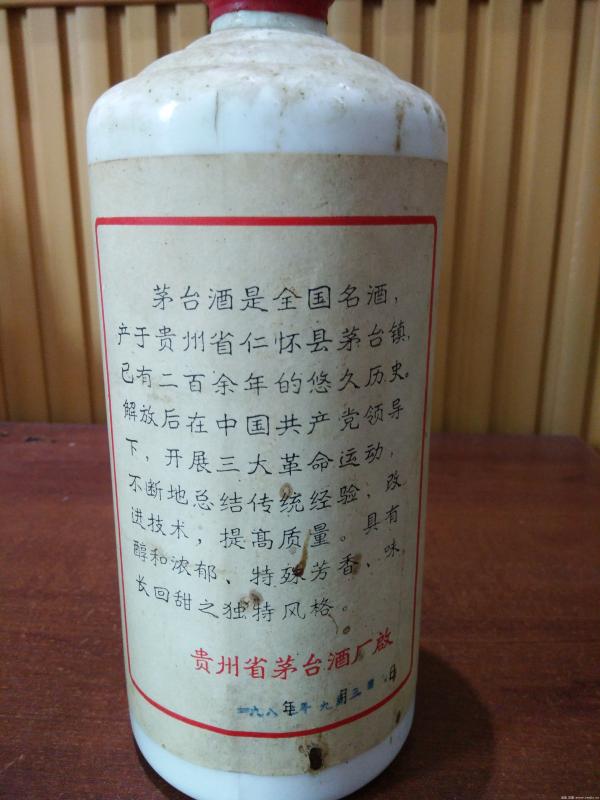 茅台酒是全国名酒，
产于贵州省仁怀县茅台镇，
已有二百余年的悠久历史。
解放后在中国共产党领导
下，开展三大革命运动，
不断地总结传统经验、改
进技术，提高质量。具有
醇和浓郁、特殊芳香、味
长回甜之独特风格。
贵州省茅台酒厂啟